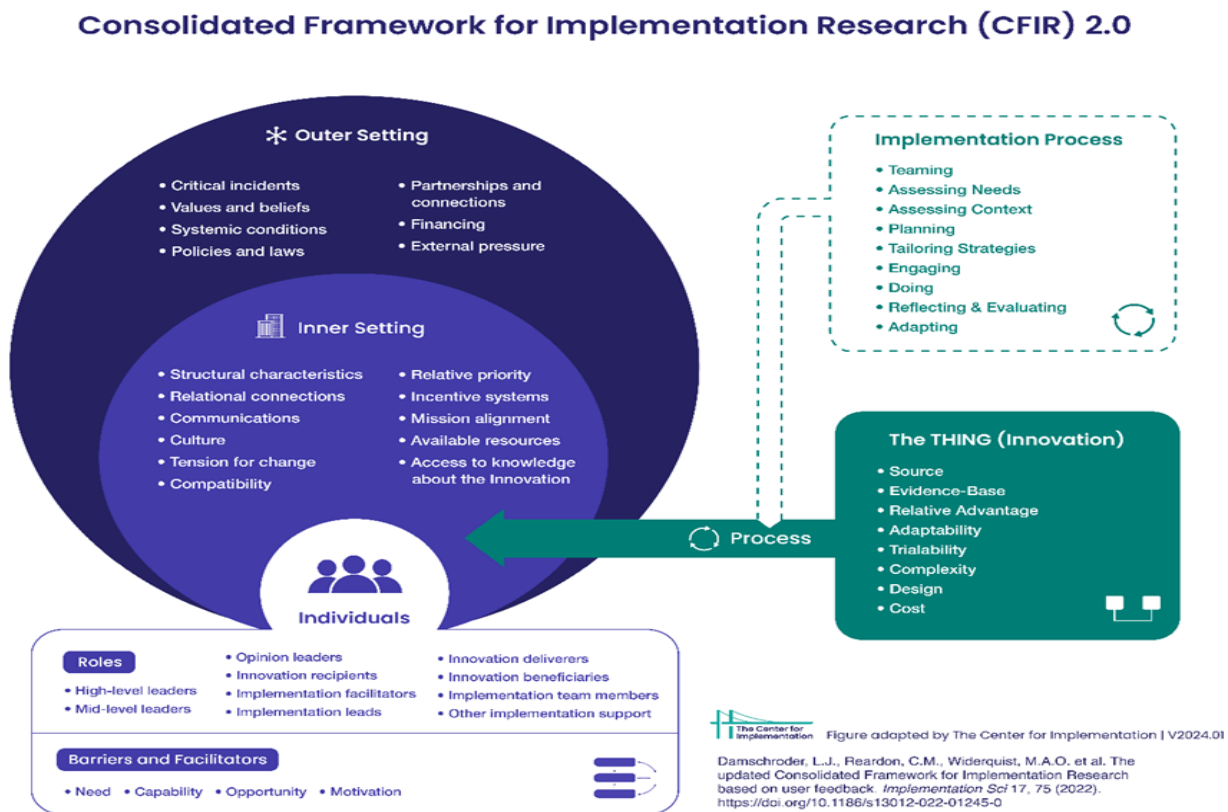 Consolidated Framework for Implementation Research (CFIR) 2.0
Outer Setting
• Critical incidents
• Values and beliefs
• Systemic conditions
• Policies and laws
• Partnerships and
connections
• Financing
• External pressure
Inner Setting
• Structural characteristics
• Relational connections
• Communications
• Culture
• Tension for change
• Compatibility
• Relative priority
• Incentive systems
• Mission alignment
• Available resources
• Access to knowledge
about the Innovation
Individuals
Roles
• High-level leaders
• Mid-level leaders
• Opinion leaders
• Innovation recipients
• Implementation facilitators
• Implementation leads
• Innovation deliverers
• Innovation beneficiaries
• Implementation team members
• Other implementation support
Barriers and Facilitators
• Need • Capability • Opportunity • Motivation
Implementation Process
• Teaming
• Assessing Needs
• Assessing Context
• Planning
• Tailoring Strategies
• Engaging
• Doing
• Reflecting & Evaluating
• Adapting
Process
The THING (Innovation)
• Source
• Evidence-Base
• Relative Advantage
• Adaptability
• Trialability
• Complexity
• Design
• Cost
The Center for
Implementation
Figure adapted by The Center for Implementation | V2024.01
Damschroder, L.J., Reardon, C.M., Widerquist, M.A.O. et al. The
updated Consolidated Framework for Implementation Research
based on user feedback. Implementation Sci 17, 75 (2022).
https://doi.org/10.1186/s13012-022-01245-0